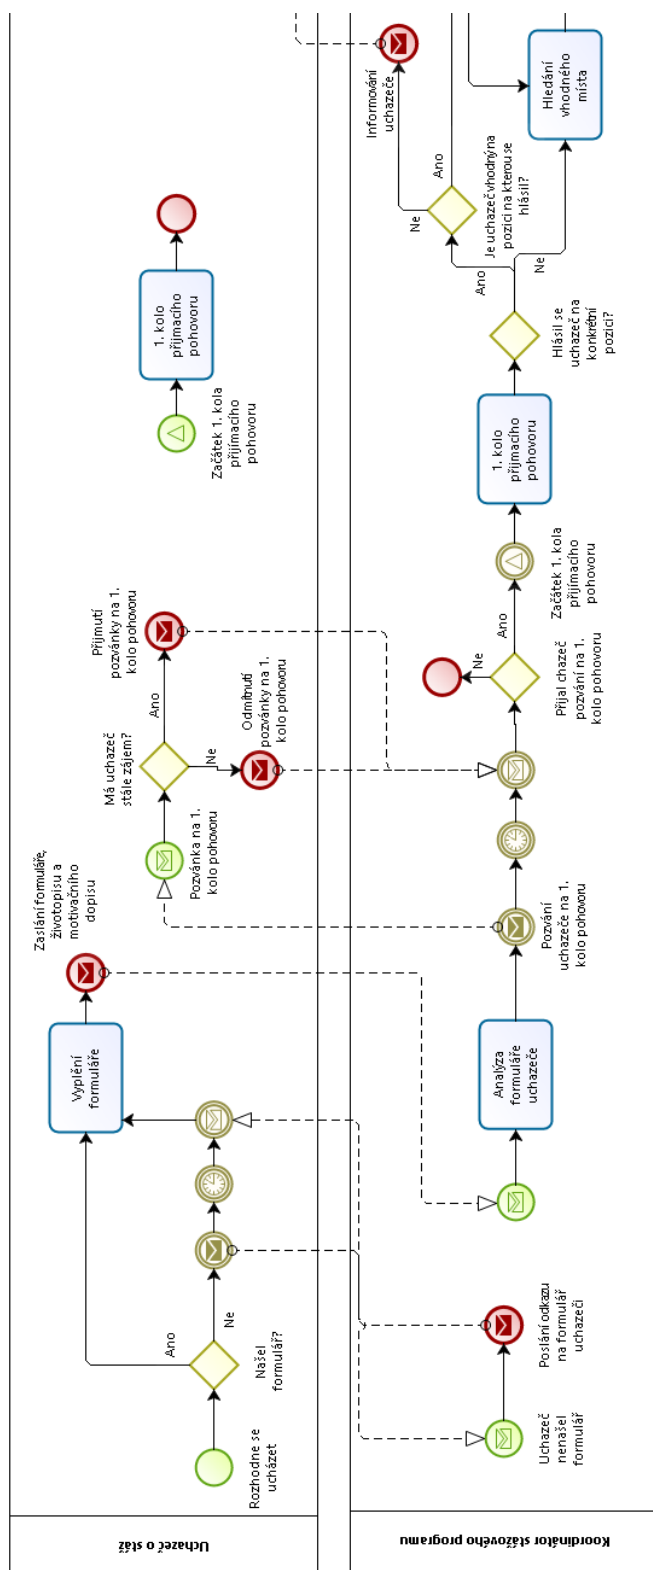 Uchazeč o stáž
Rozhodne se
ucházet
Našel
formulář?
Ano
Ne
Vyplění
formuláře
Zaslání formuláře,
životopisu a
motivačního
dopisu
Pozvánka na 1.
kolo pohovoru
Má uchazeč
stále zájem?
Ano
Ne
Přijmutí
pozvánky na 1.
kolo pohovoru
Odmítnutí
pozvánky na 1.
kolo pohovoru
Začátek 1. kola
přijímacího
pohovoru
1. kolo
přijmacího
pohovoru
Koordinátor stážového programu
Uchazeč
nenašel
formulář
Poslání odkazu
na formulář
uchazeči
Analýza
formuláře
uchazeče
Pozvání
uchazeče na 1.
kolo pohovoru
Přijal chazeč
pozvání na 1.
kolo pohovoru
Ne
Ano
Začátek 1. kola
přijímacího
pohovoru
1. kolo
přijmacího
pohovoru
Hlásil se
uchazeč na
konkrétní
pozici?
Ano
Ne
Je uchazeč vhodný na
pozici na kterou se
hlásil?
Ne
Ano
Informování
uchazeče
Hledání
vhodného
místa